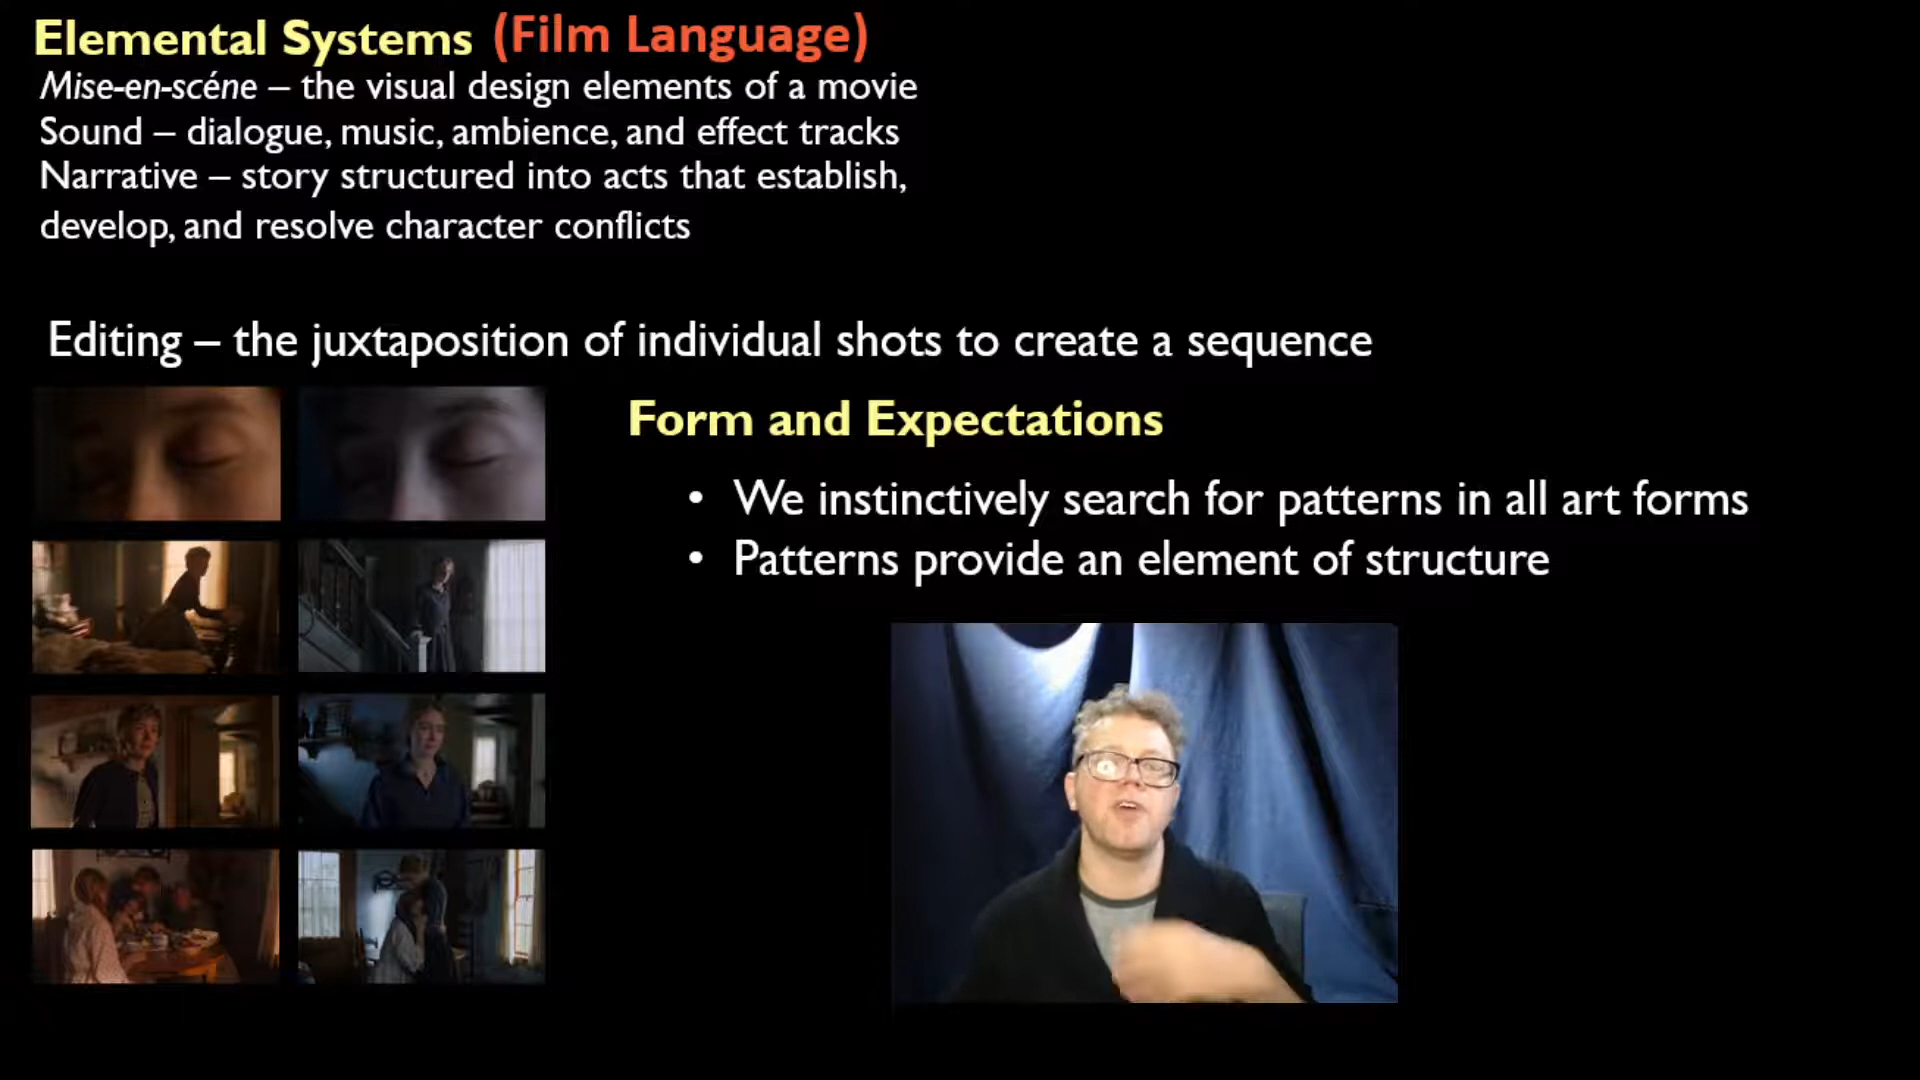 Elemental Systems (Film Language)
Mise-en-scéne – the visual design elements of a movie
Sound – dialogue, music, ambience, and effect tracks
Narrative – story structured into acts that establish,
develop, and resolve character conflicts
Editing – the juxtaposition of individual shots to create a sequence
Form and Expectations
• We instinctively search for patterns in all art forms
• Patterns provide an element of structure